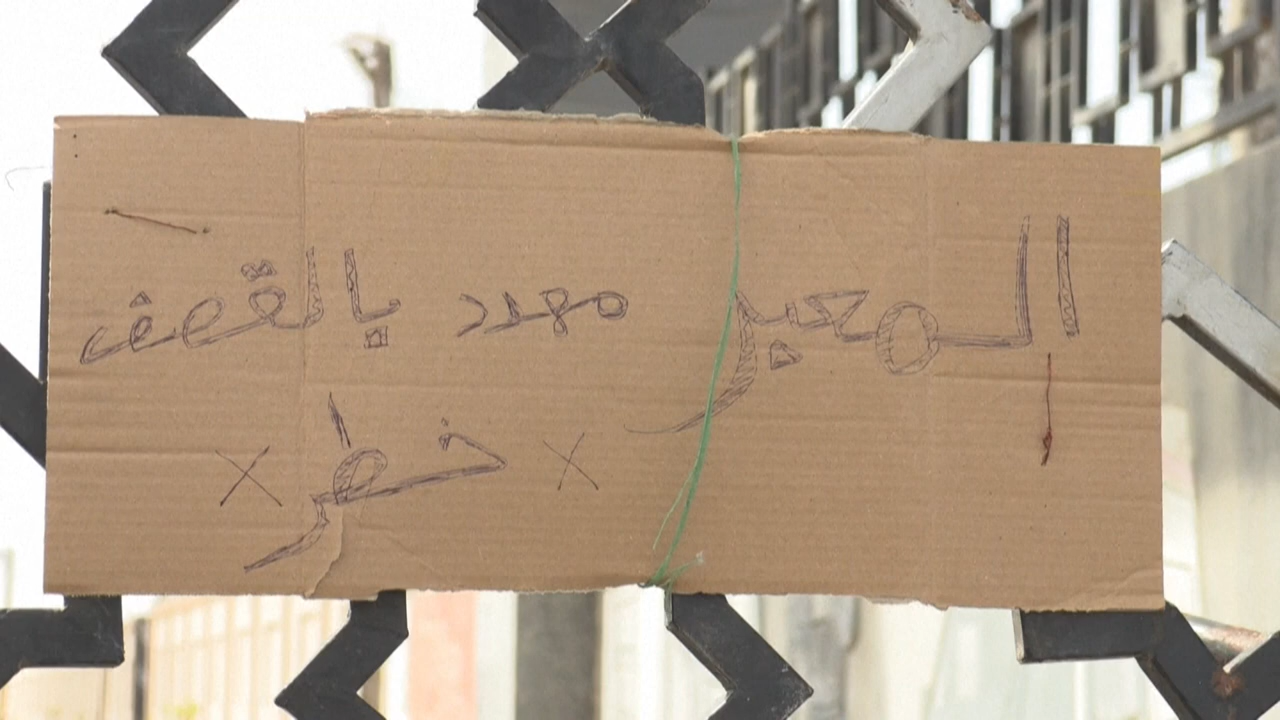 المعبر مهدد بالقصف
× خطر ×